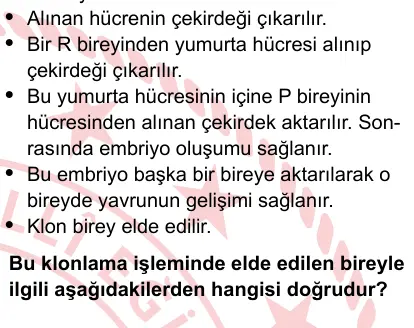 • Alınan hücrenin çekirdeği çıkarılır.
• Bir R bireyinden yumurta hücresi alınıp
çekirdeği çıkarılır.
• Bu yumurta hücresinin içine P bireyinin
hücresinden alınan çekirdek aktarılır. Son-
rasında embriyo oluşumu sağlanır.
• Bu embriyo başka bir bireye aktarılarak o
bireyde yavrunun gelişimi sağlanır.
• Klon birey elde edilir.
Bu klonlama işleminde elde edilen bireyle
ilgili aşağıdakilerden hangisi doğrudur?